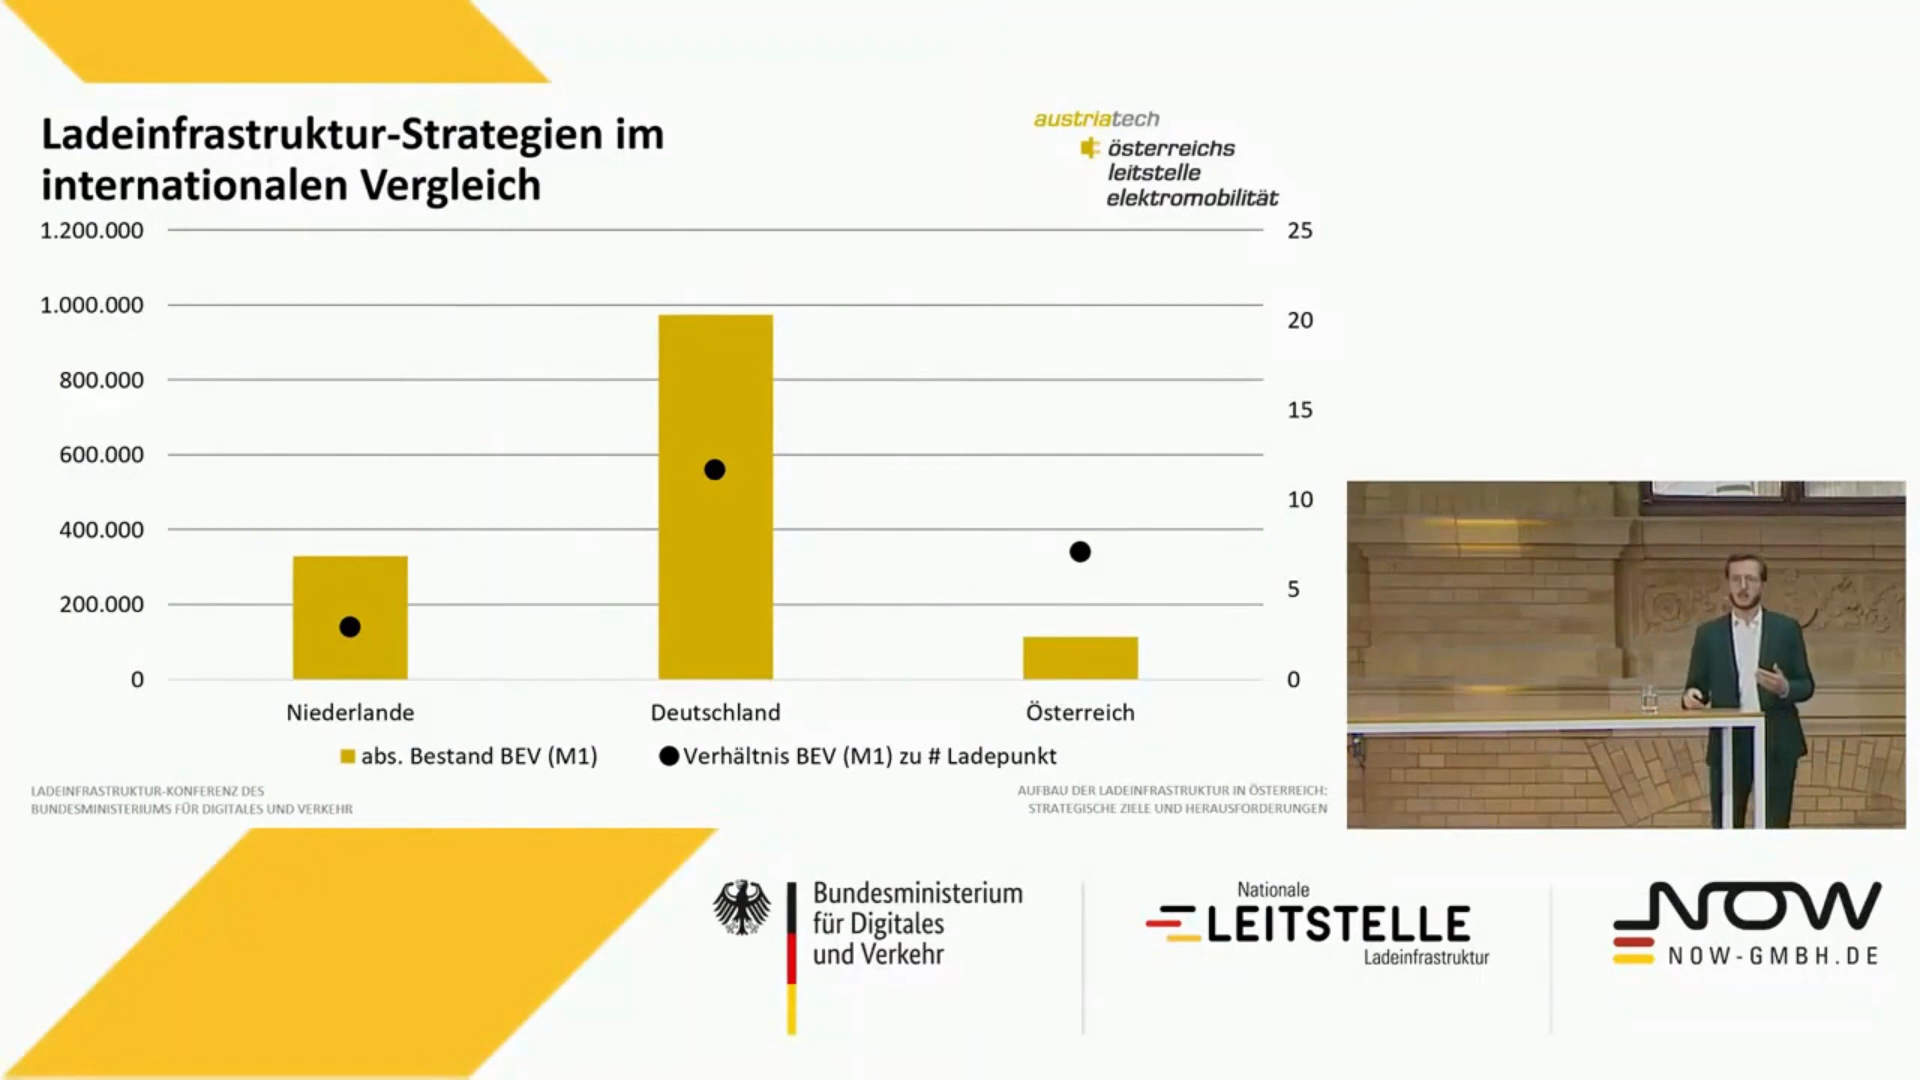 Ladeinfrastruktur-Strategien im
internationalen Vergleich
austriatech
österreichs
leitstelle
elektromobilität
1.200.000
1.000.000
800.000
600.000
400.000
200.000
0
25
20
15
10
5
0
Niederlande
Deutschland
Österreich
abs. Bestand BEV (M1)
Verhältnis BEV (M1) zu # Ladepunkt
LADEINFRASTRUKTUR-KONFERENZ DES
BUNDESMINISTERIUMS FÜR DIGITALES UND VERKEHR
AUFBAU DER LADEINFRASTRUKTUR IN ÖSTERREICH:
STRATEGISCHE ZIELE UND HERAUSFORDERUNGEN
Bundesministerium
für Digitales
und Verkehr
Nationale
LEITSTELLE
Ladeinfrastruktur
NOW
NOW-GMBH.DE